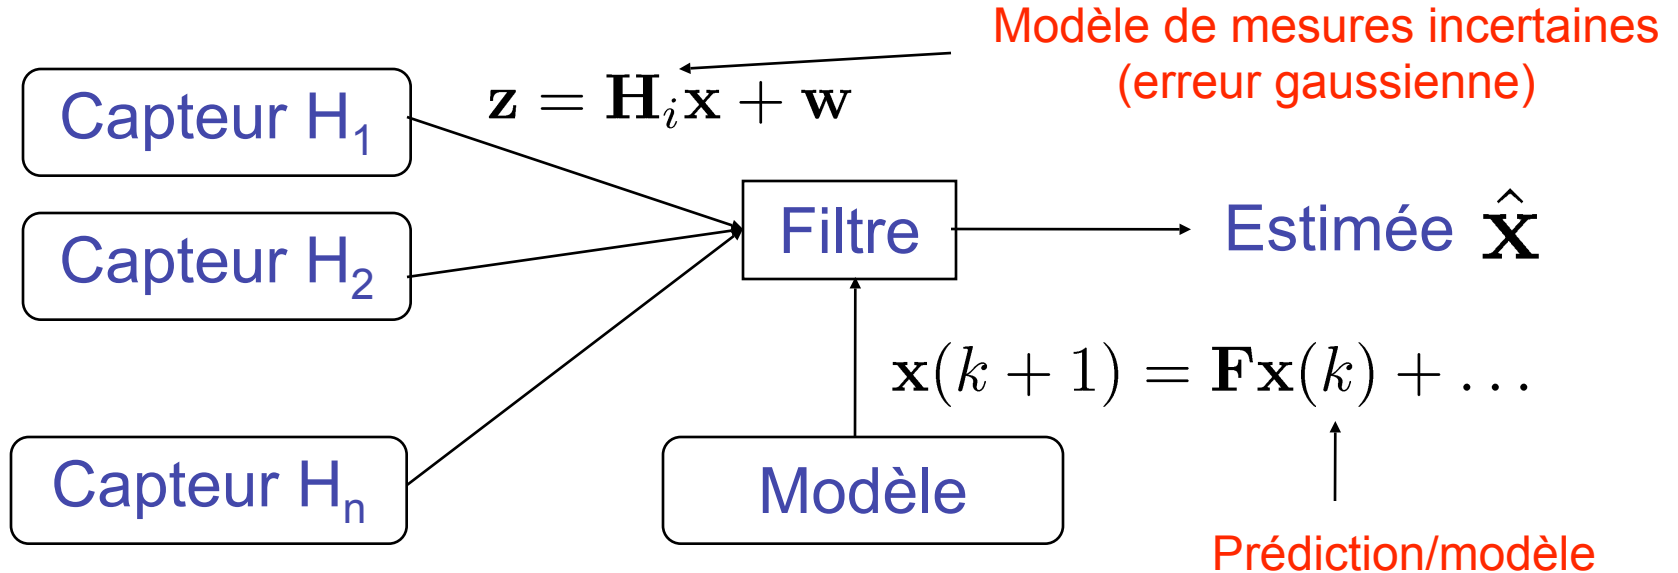 Modèle de mesures incertaines
(erreur gaussienne)
Capteur H₁
z = Hᵢx + w
Capteur H₂
Filtre
Estimée x̂
x(k + 1) = Fx(k) + …
Capteur Hₙ
Modèle
Prédiction/modèle